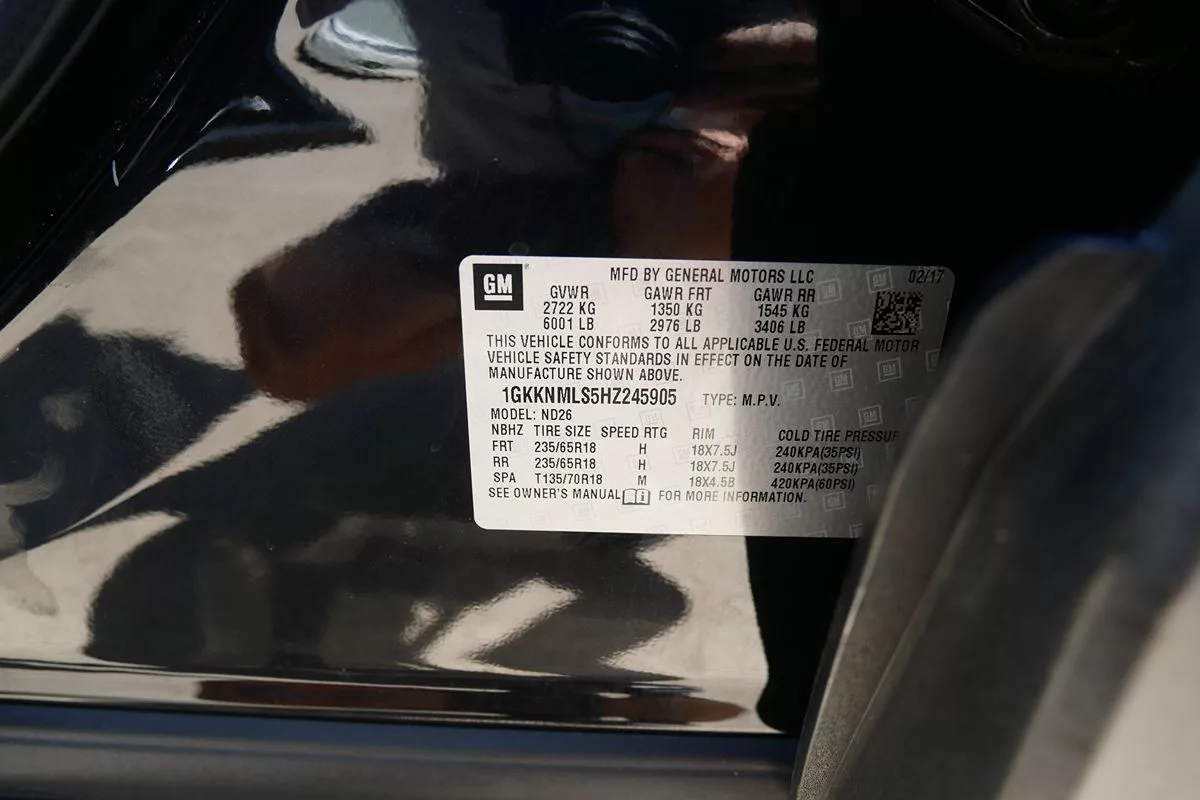 GM MFD BY GENERAL MOTORS LLC 02/17
GVWR GAWR FRT GAWR RR
2722 KG 1350 KG 1545 KG
6001 LB 2976 LB 3406 LB
THIS VEHICLE CONFORMS TO ALL APPLICABLE U.S. FEDERAL MOTOR
VEHICLE SAFETY STANDARDS IN EFFECT ON THE DATE OF
MANUFACTURE SHOWN ABOVE.
1GKKNMLS5HZ245905 TYPE: M.P.V.
MODEL: ND26
NBHZ TIRE SIZE SPEED RTG RIM COLD TIRE PRESSUR
FRT 235/65R18 H 18X7.5J 240KPA(35PSI)
RR 235/65R18 H 18X7.5J 240KPA(35PSI)
SPA T135/70R18 M 18X4.5B 420KPA(60PSI)
SEE OWNER'S MANUAL FOR MORE INFORMATION.